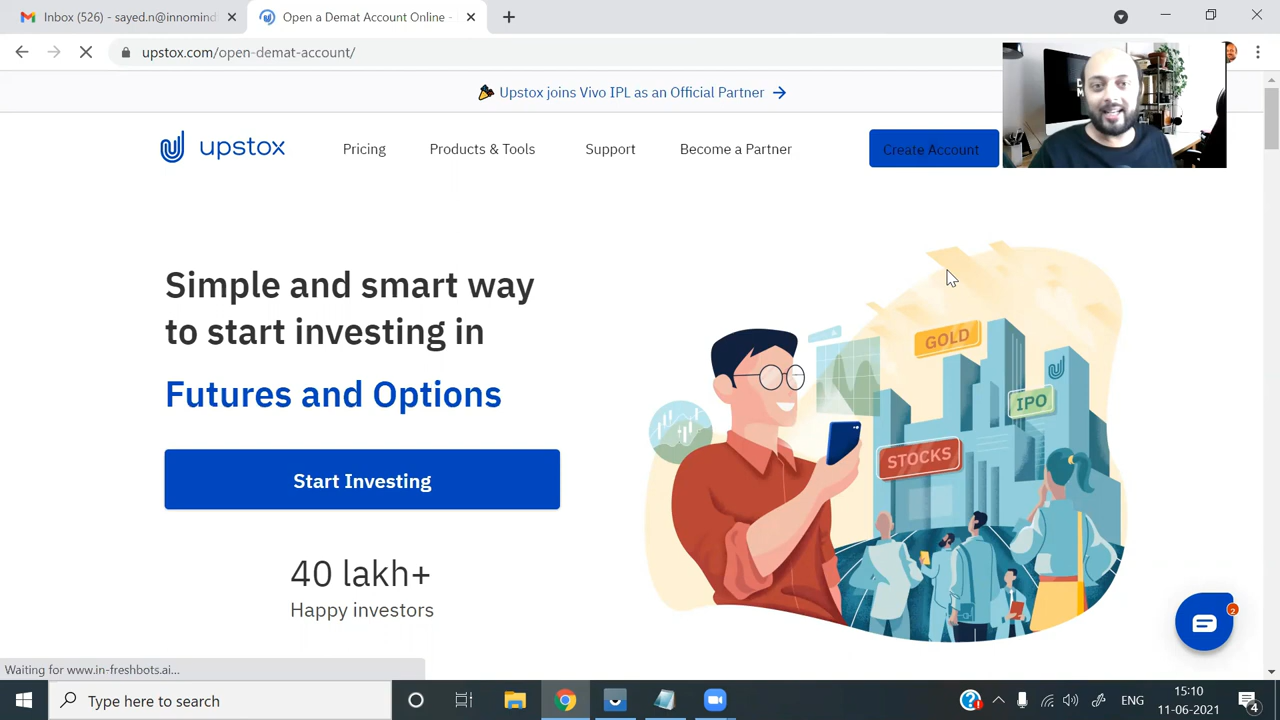 Inbox (526) - sayed.n@innomind
Open a Demat Account Online -
upstox.com/open-demat-account/
Upstox joins Vivo IPL as an Official Partner →
upstox
Pricing
Products & Tools
Support
Become a Partner
Create Account
Simple and smart way
to start investing in
Futures and Options
Start Investing
40 lakh+
Happy investors
GOLD
IPO
STOCKS
2
Waiting for www.in-freshbots.ai...
Type here to search
ENG
15:10
11-06-2021
4